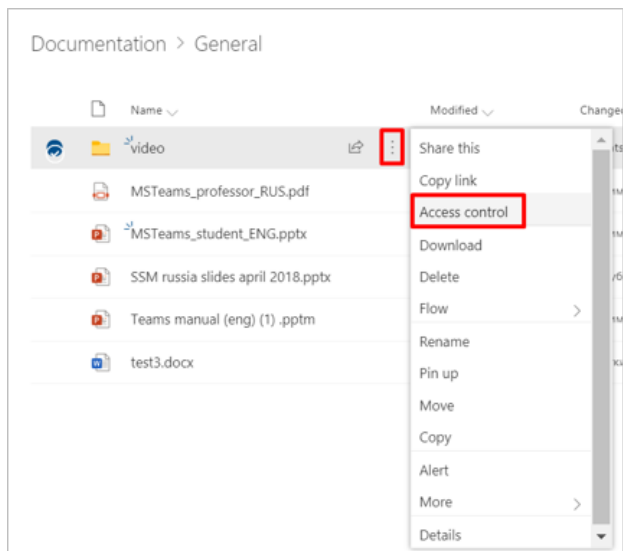 Documentation > General
Name Modified Change
video Share this
Copy link
MSTeams_professor_RUS.pdf
Access control
MSTeams_student_ENG.pptx
Download
SSM russia slides april 2018.pptx Delete
Flow
Teams manual (eng) (1) .pptm
Rename
test3.docx
Pin up
Move
Copy
Alert
More
Details